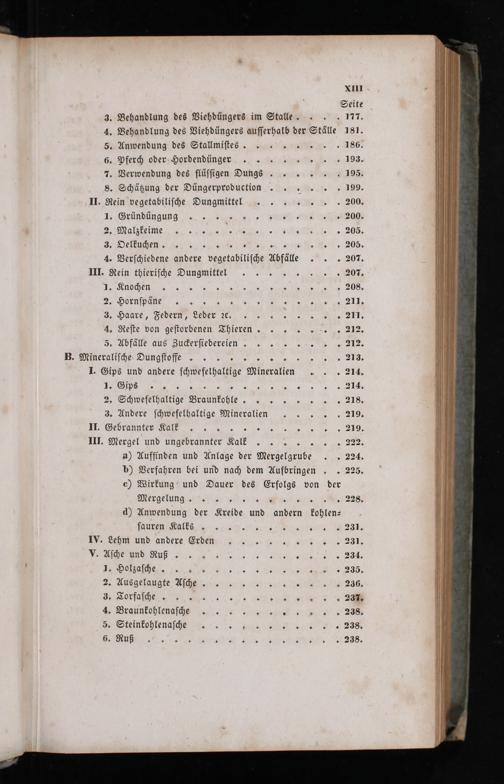 XIII
Seite
3. Behandlung des Viehdüngers im Stalle . . . . 177.
4. Behandlung des Viehdüngers ausserhalb der Ställe 181.
5. Anwendung des Stallmistes . . . . . . . . 186.
6. Pferch oder Hordendünger . . . . . . . . . 193.
7. Verwendung des flüssigen Dungs . . . . . . 195.
8. Schätzung der Düngerproduction . . . . . . 199.
II. Rein vegetabilische Dungmittel . . . . . . . 200.
1. Gründüngung . . . . . . . . . . . . 200.
2. Malzkeime . . . . . . . . . . . . . 205.
3. Oelkuchen . . . . . . . . . . . . . . 205.
4. Verschiedene andere vegetabilische Abfälle . . . 207.
III. Rein thierische Dungmittel . . . . . . . . 207.
1. Knochen . . . . . . . . . . . . . . 208.
2. Hornspäne . . . . . . . . . . . . . 211.
3. Haare, Federn, Leber ꝛc. . . . . . . . . . 211.
4. Reste von gestorbenen Thieren . . . . . . . 212.
5. Abfälle aus Zuckersiebereien . . . . . . . . 212.
B. Mineralische Dungstoffe . . . . . . . . . . . 213.
I. Gips und andere schwefelhaltige Mineralien . . . 214.
1. Gips . . . . . . . . . . . . . . . 214.
2. Schwefelhaltige Braunkohle . . . . . . . . 218.
3. Andere schwefelhaltige Mineralien . . . . . 219.
II. Gebrannter Kalk . . . . . . . . . . . . 219.
III. Mergel und ungebrannter Kalk . . . . . . . 222.
a) Auffinden und Anlage der Mergelgrube . . 224.
b) Verfahren bei und nach dem Aufbringen . . 225.
c) Wirkung und Dauer des Erfolgs von der
Mergelung . . . . . . . . . . . . 228.
d) Anwendung der Kreide und andern kohlen=
sauren Kalks . . . . . . . . . . . 231.
IV. Lehm und andere Erden . . . . . . . . . . 231.
V. Asche und Ruß . . . . . . . . . . . . . 234.
1. Holzasche . . . . . . . . . . . . . . 235.
2. Ausgelaugte Asche . . . . . . . . . . . 236.
3. Torfasche . . . . . . . . . . . . . . 237.
4. Braunkohlenasche . . . . . . . . . . . 238.
5. Steinkohlenasche . . . . . . . . . . . 238.
6. Ruß . . . . . . . . . . . . . . . 238.